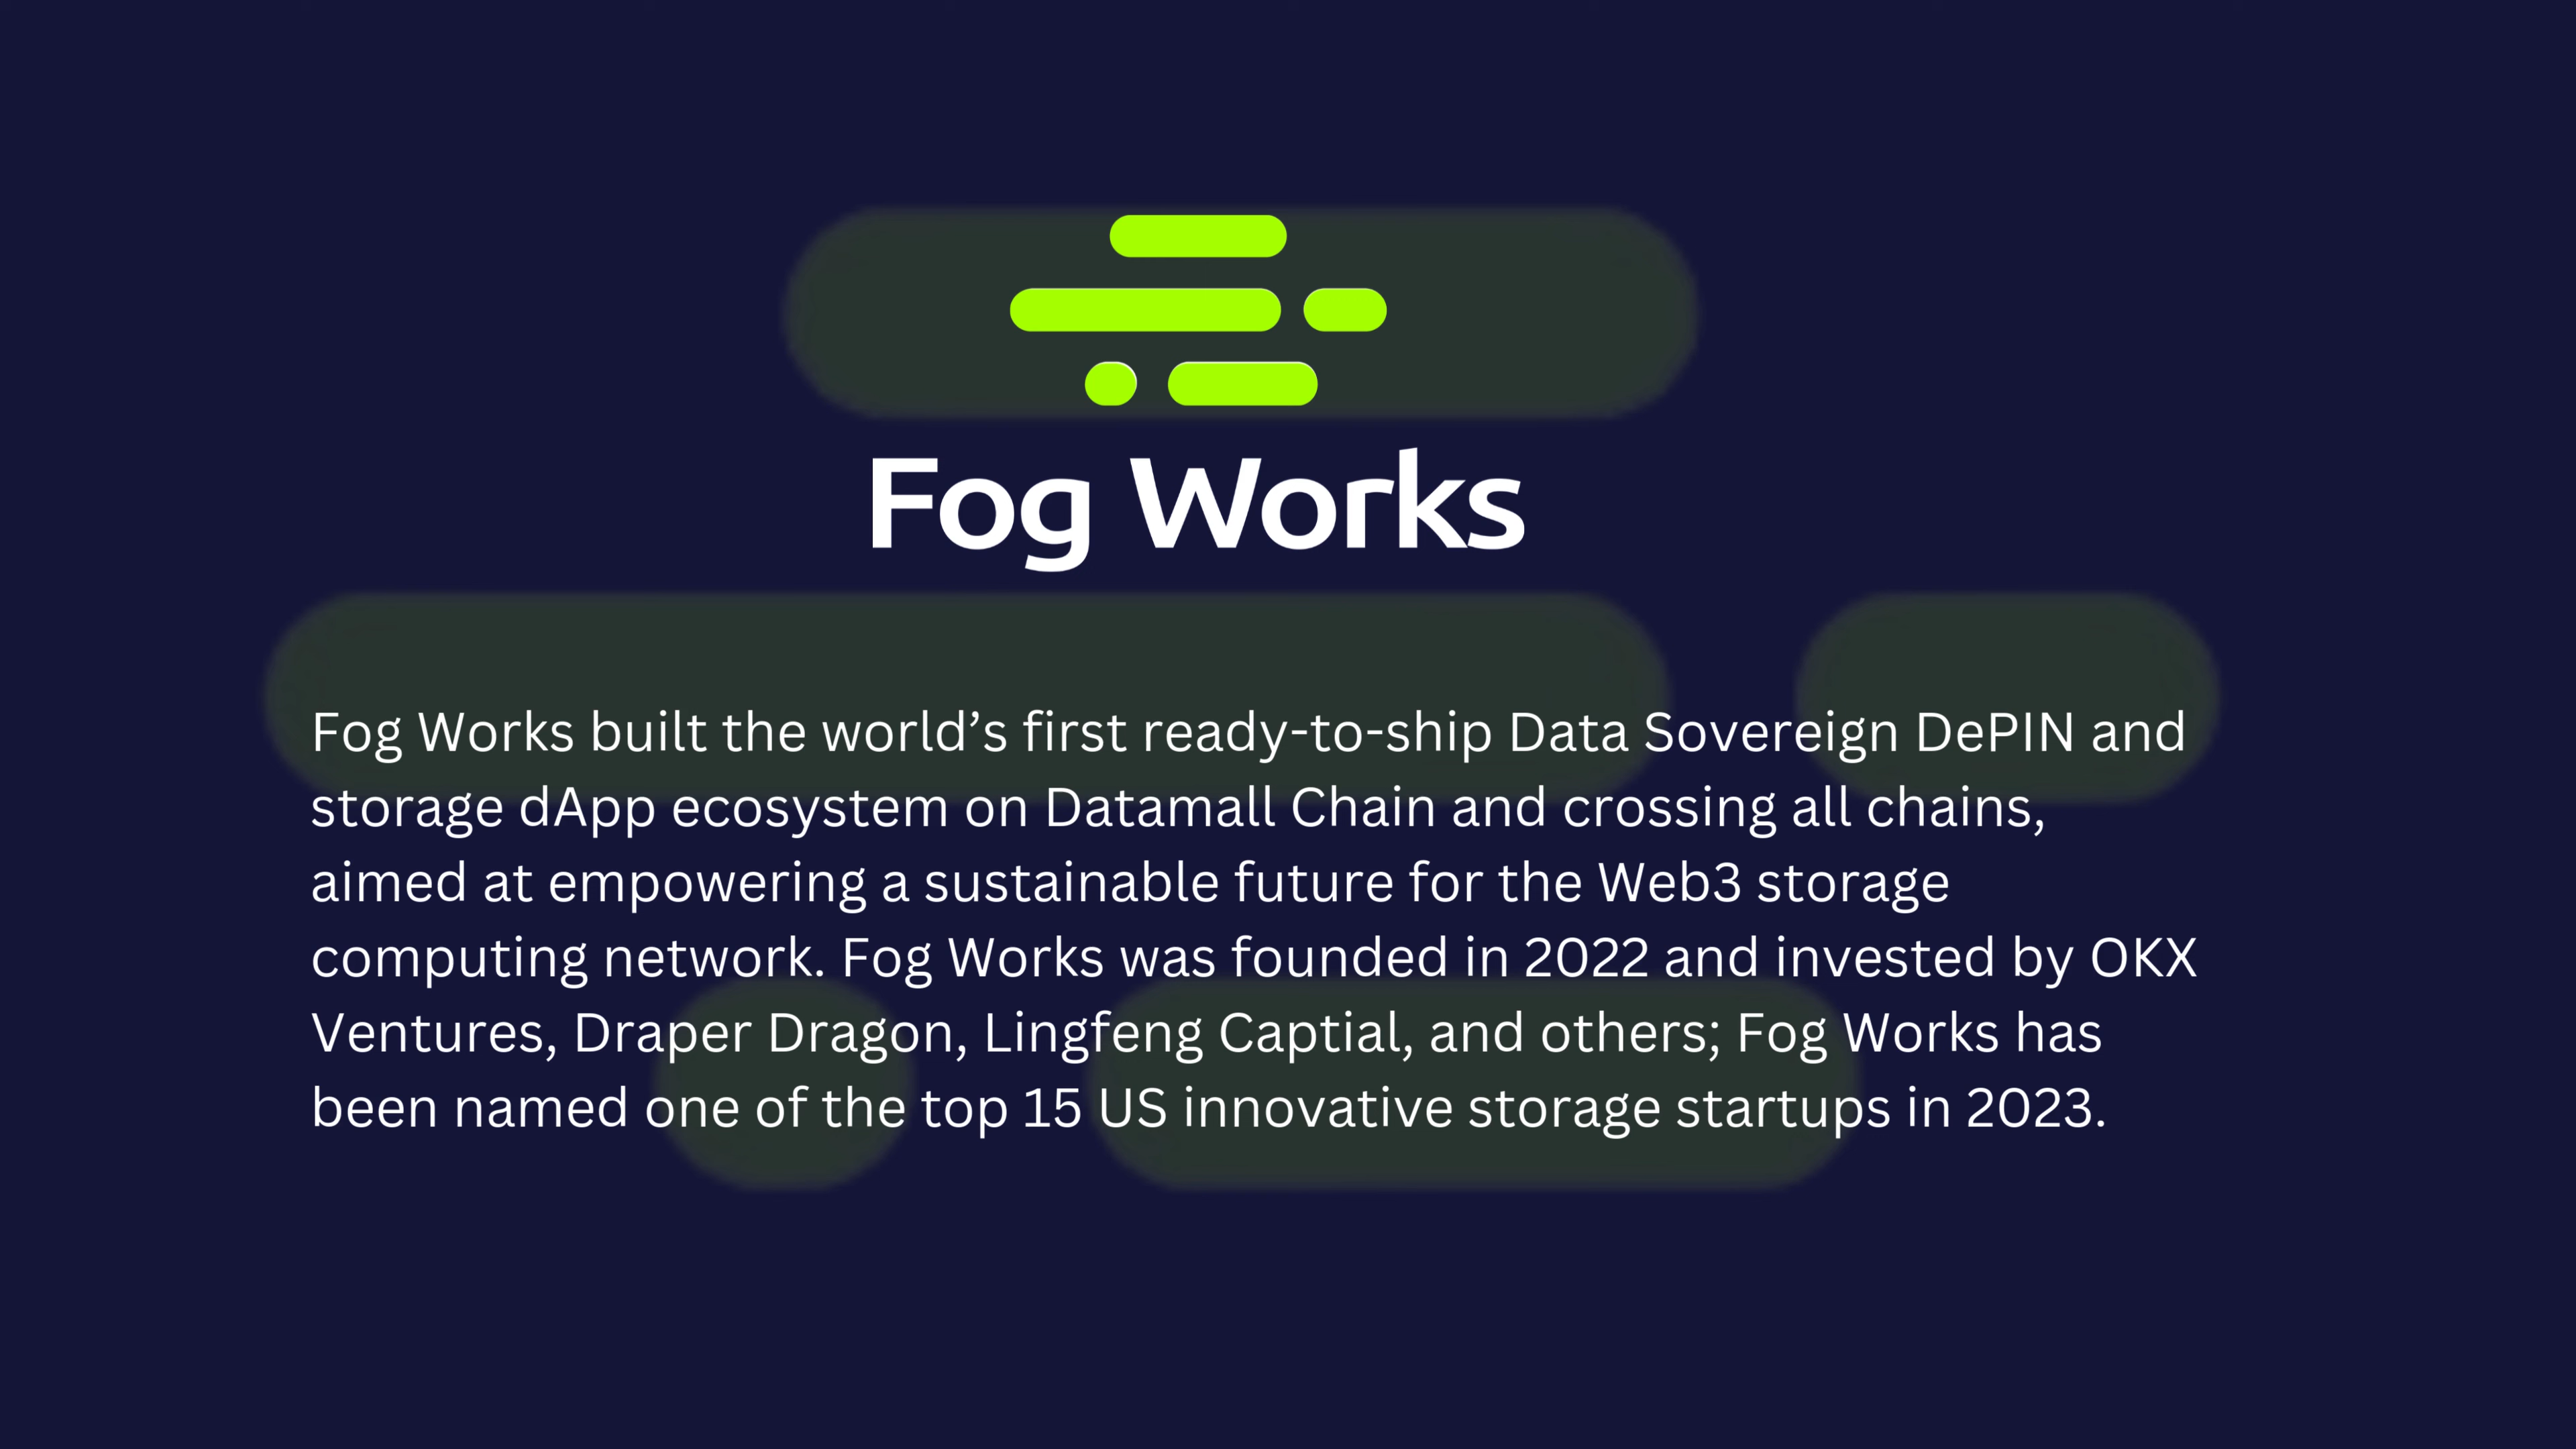 Fog Works
Fog Works built the world’s first ready-to-ship Data Sovereign DePIN and
storage dApp ecosystem on Datamall Chain and crossing all chains,
aimed at empowering a sustainable future for the Web3 storage
computing network. Fog Works was founded in 2022 and invested by OKX
Ventures, Draper Dragon, Lingfeng Captial, and others; Fog Works has
been named one of the top 15 US innovative storage startups in 2023.